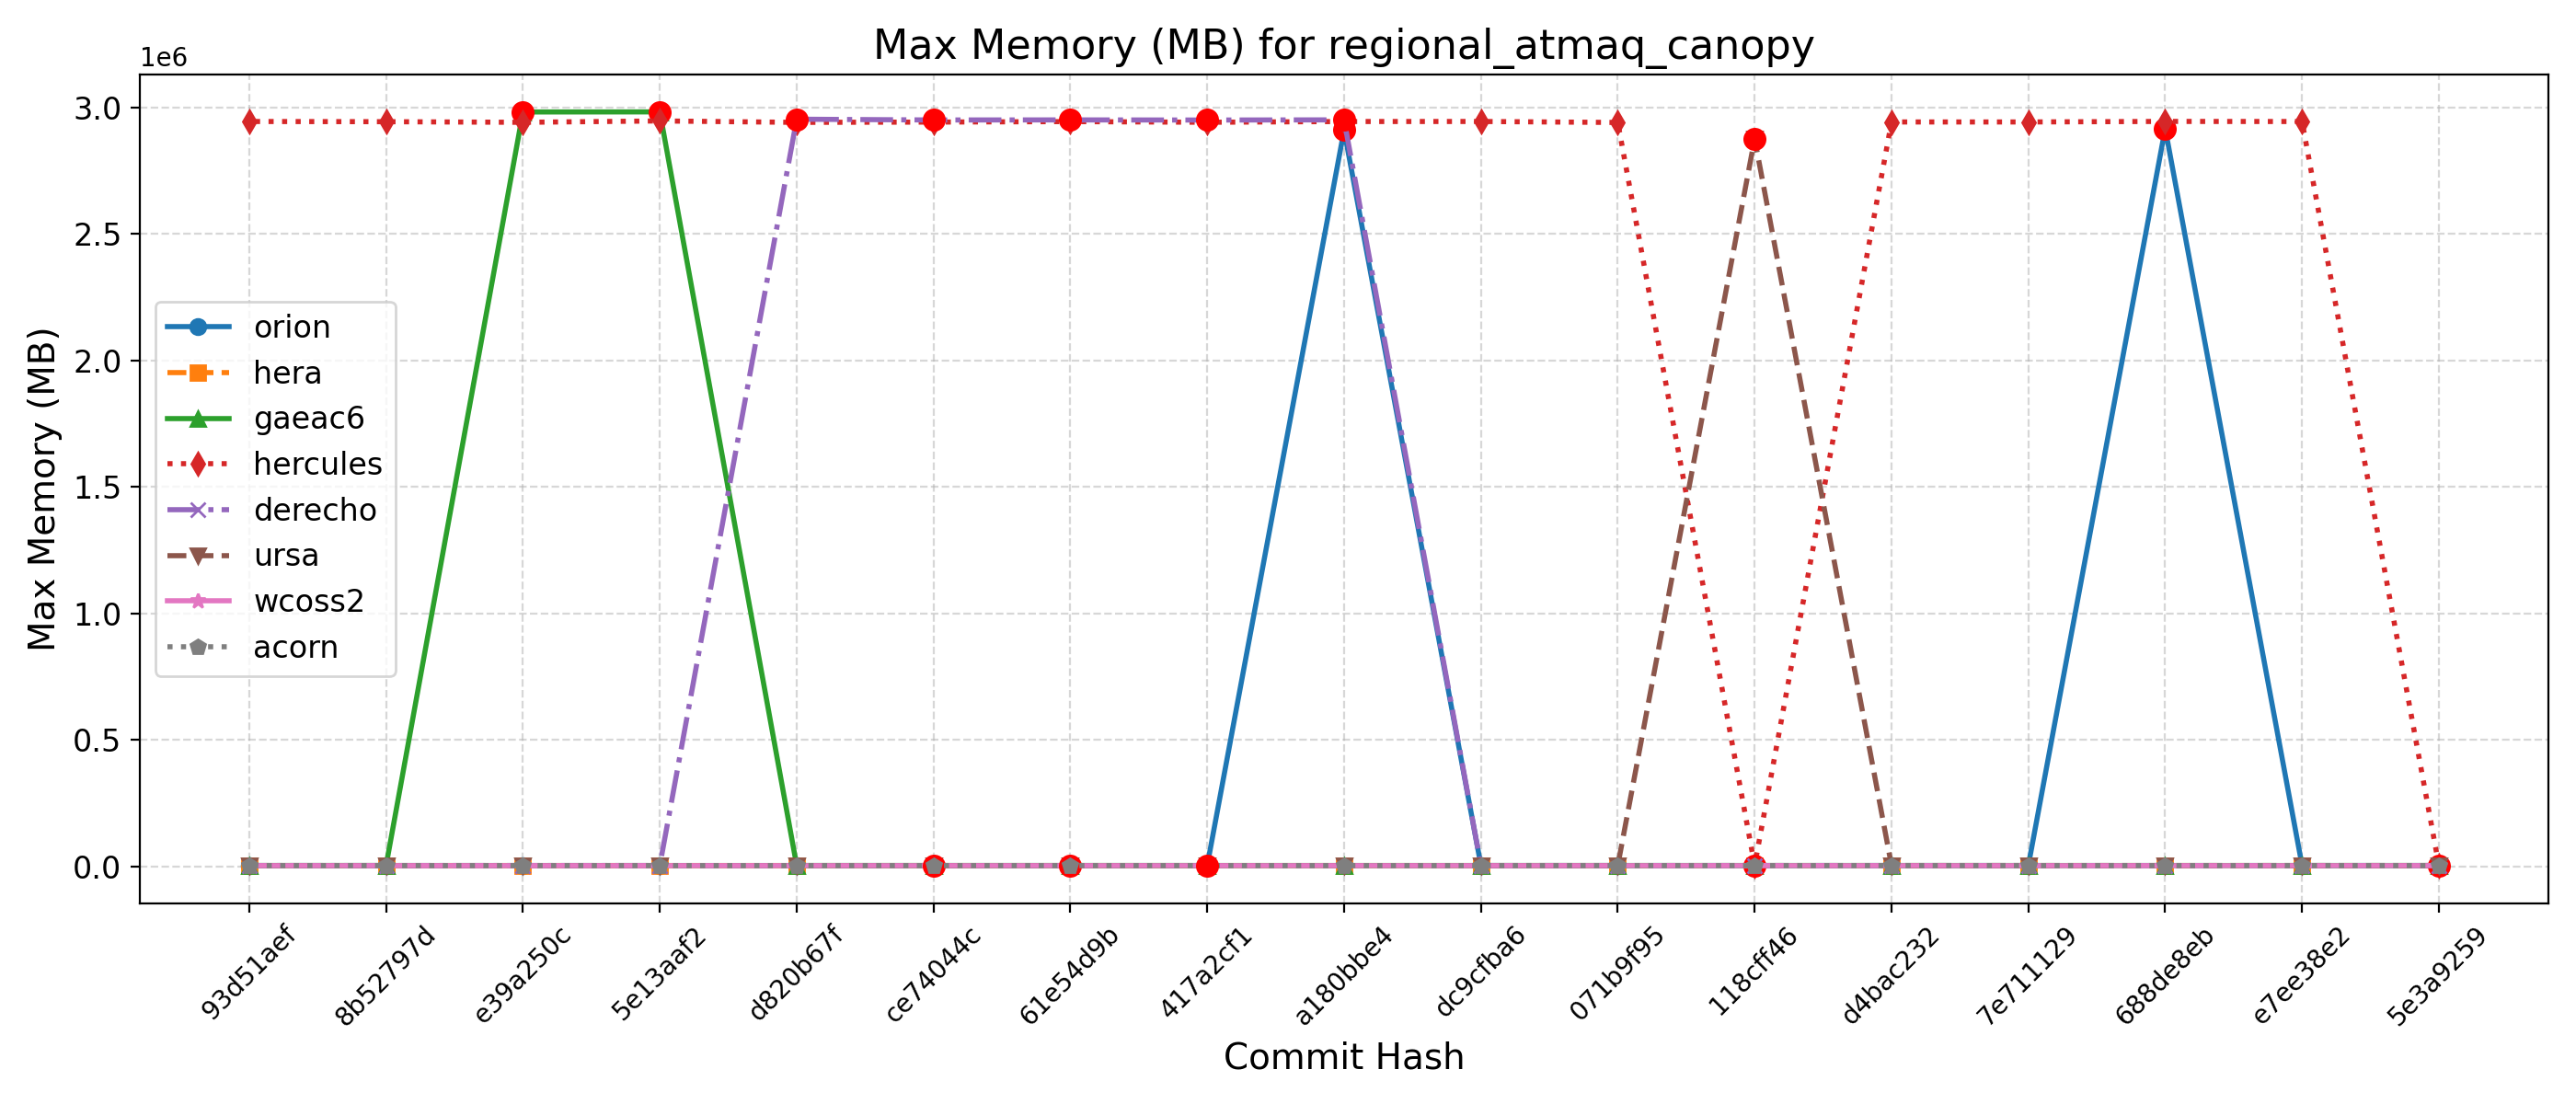 Max Memory (MB) for regional_atmaq_canopy
1e6
3.0
2.5
2.0
1.5
1.0
0.5
0.0
Max Memory (MB)
orion
hera
gaeac6
hercules
derecho
ursa
wcoss2
acorn
93d51aef
8b52797d
e39a250c
5e13aaf2
d820b67f
ce74044c
61e54d9b
417a2cf1
a180bbe4
dc9cfba6
071b9f95
118cff46
d4bac232
7e711129
688de8eb
e7ee38e2
5e3a9259
Commit Hash